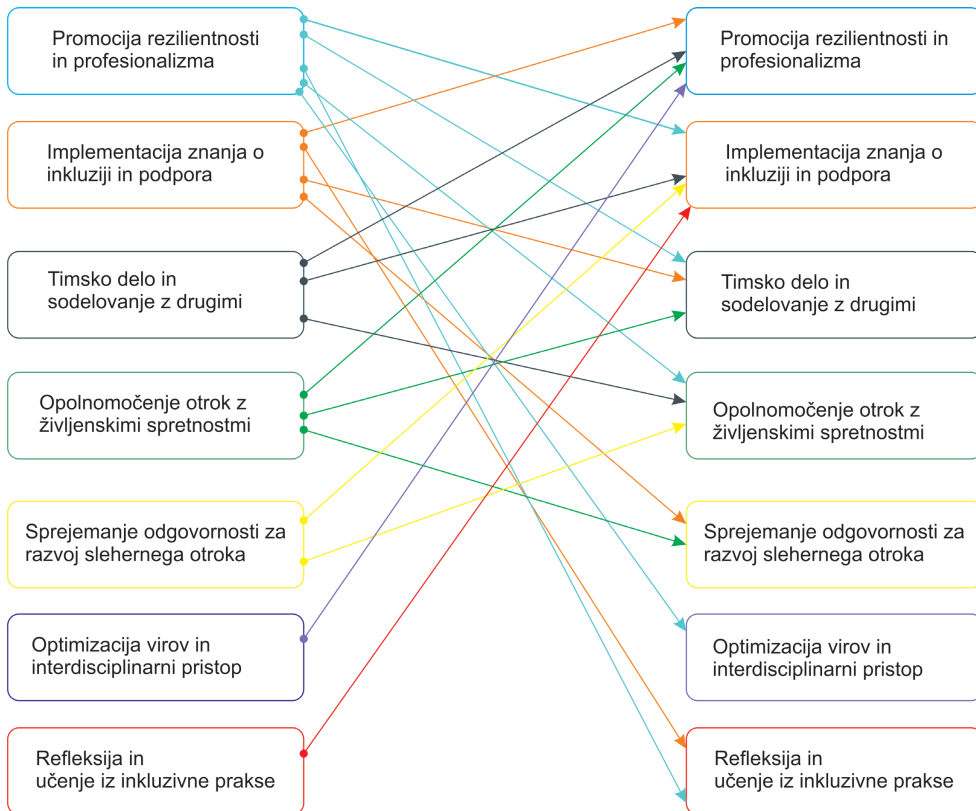 Promocija rezilientnosti
in profesionalizma
Implementacija znanja o
inkluziji in podpora
Timsko delo in
sodelovanje z drugimi
Opolnomočenje otrok z
življenskimi spretnostmi
Sprejemanje odgovornosti za
razvoj slehernega otroka
Optimizacija virov in
interdisciplinarni pristop
Refleksija in
učenje iz inkluzivne prakse
Promocija rezilientnosti in
profesionalizma
Implementacija znanja o
inkluziji in podpora
Timsko delo in
sodelovanje z drugimi
Opolnomočenje otrok z
življenskimi spretnostmi
Sprejemanje odgovornosti za
razvoj slehernega otroka
Optimizacija virov in
interdisciplinarni pristop
Refleksija in
učenje iz inkluzivne prakse